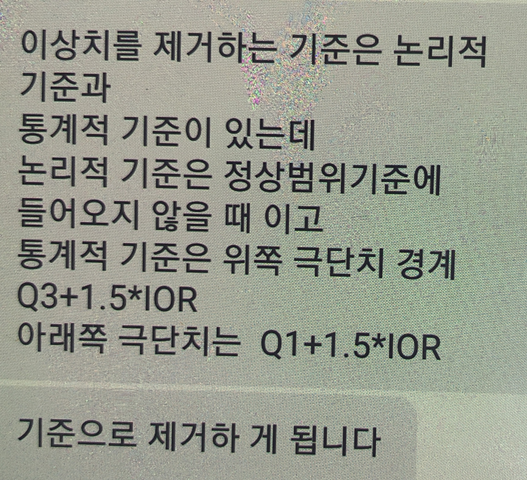 이상치를 제거하는 기준은 논리적
기준과
통계적 기준이 있는데
논리적 기준은 정상범위기준에
들어오지 않을 때 이고
통계적 기준은 위쪽 극단치 경계
Q3+1.5*IOR
아래쪽 극단치는 Q1+1.5*IOR
기준으로 제거하 게 됩니다